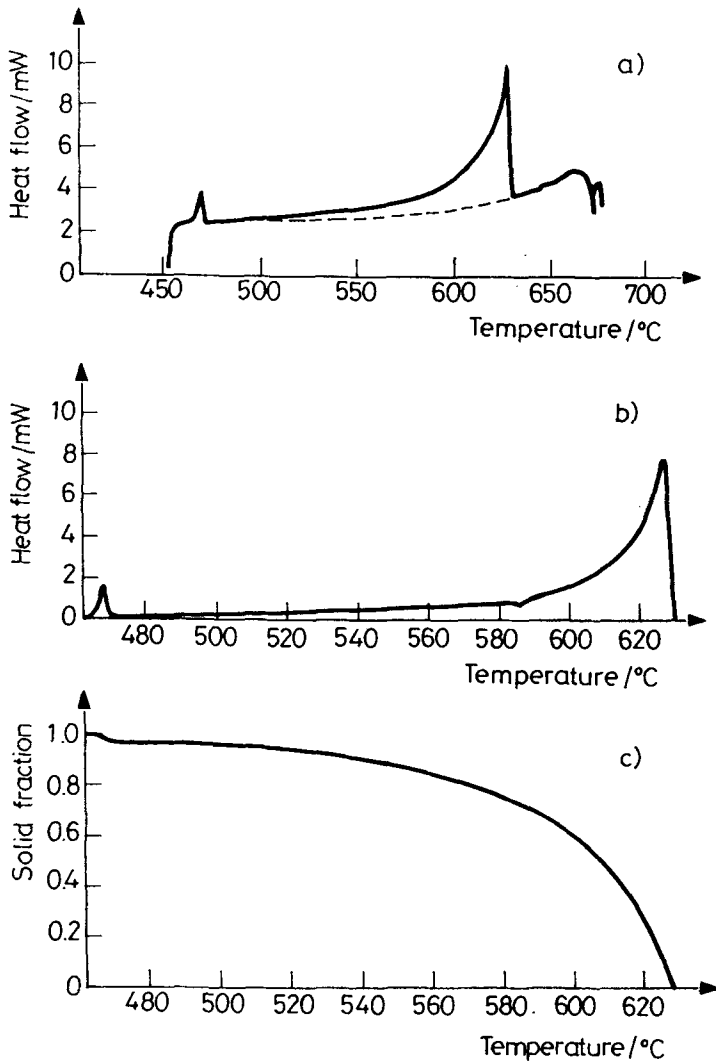 Heat flow/mW
a)
10
8
6
4
2
0
450 500 550 600 650 700
Temperature/°C
Heat flow/mW
b)
10
8
6
4
2
0
480 500 520 540 560 580 600 620
Temperature/°C
Solid fraction
c)
1.0
0.8
0.6
0.4
0.2
0
480 500 520 540 560 580. 600 620
Temperature/°C